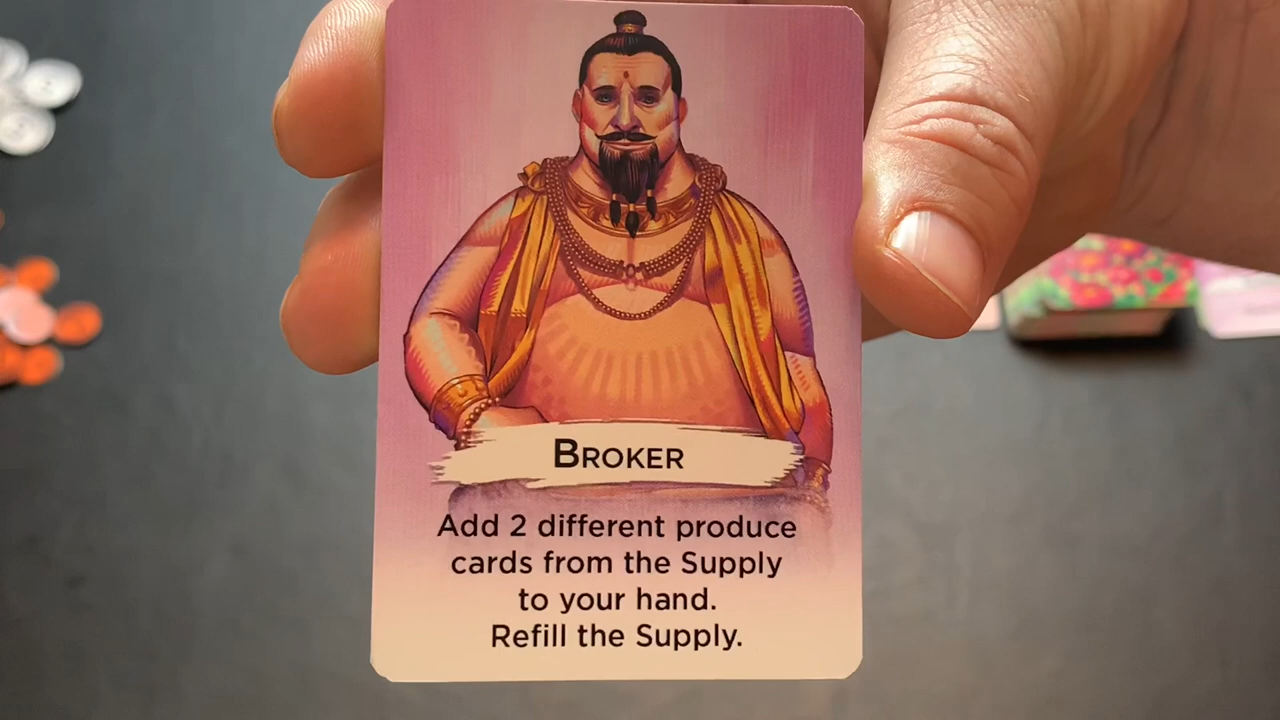 BROKER
Add 2 different produce
cards from the Supply
to your hand.
Refill the Supply.